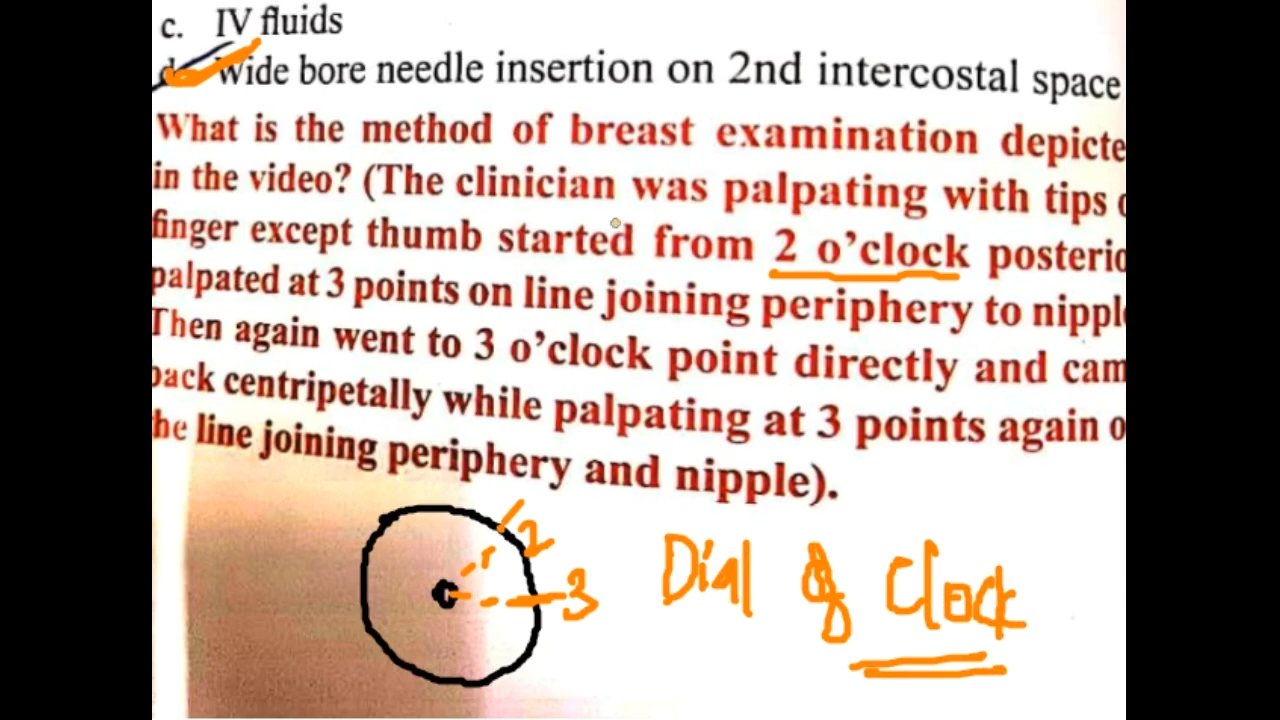 c. IV fluids
d. Wide bore needle insertion on 2nd intercostal space
What is the method of breast examination depicte
in the video? (The clinician was palpating with tips o
finger except thumb started from 2 o'clock posterio
palpated at 3 points on line joining periphery to nipple
Then again went to 3 o'clock point directly and cam
back centripetally while palpating at 3 points again o
he line joining periphery and nipple).
2
3
Dial of Clock